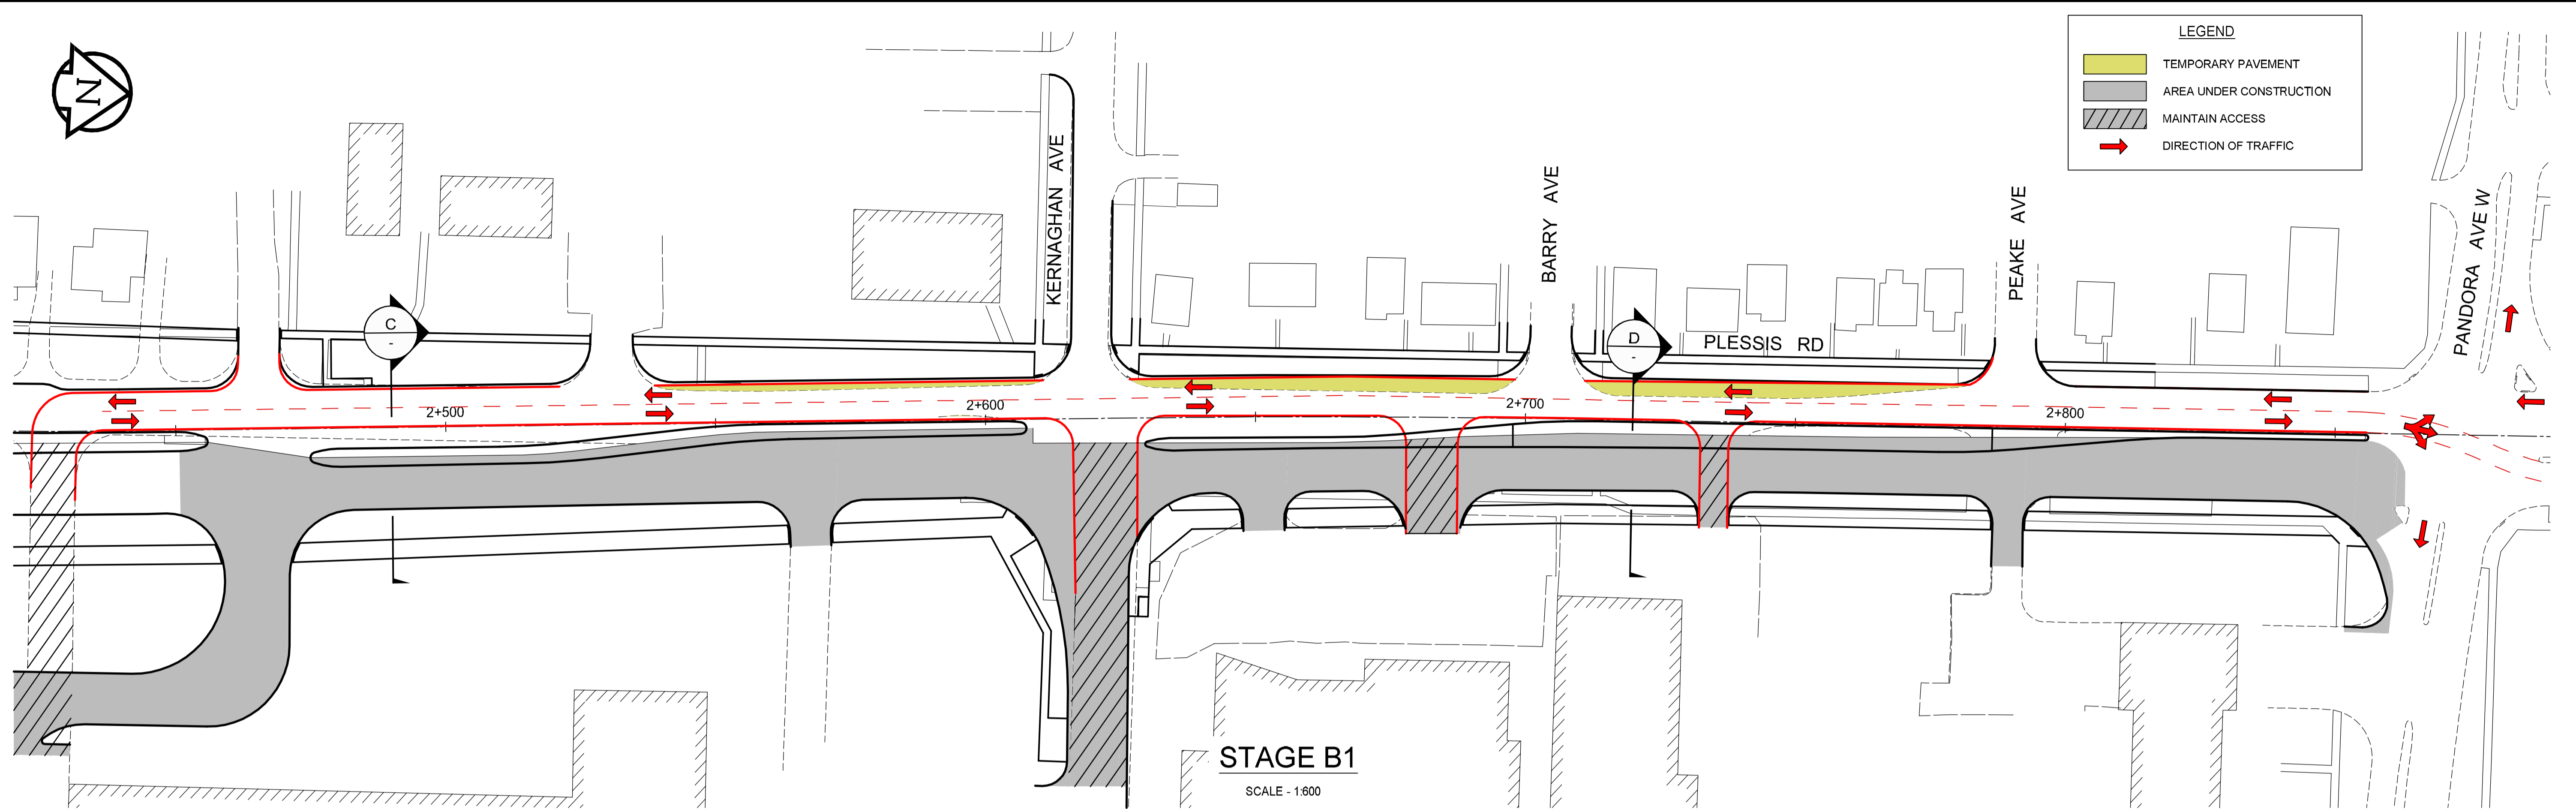 LEGEND
TEMPORARY PAVEMENT
AREA UNDER CONSTRUCTION
MAINTAIN ACCESS
DIRECTION OF TRAFFIC
N
KERNAGHAN AVE
BARRY AVE
PEAKE AVE
PANDORA AVE W
C
-
D
-
PLESSIS RD
2+500
2+600
2+700
2+800
STAGE B1
SCALE - 1:600